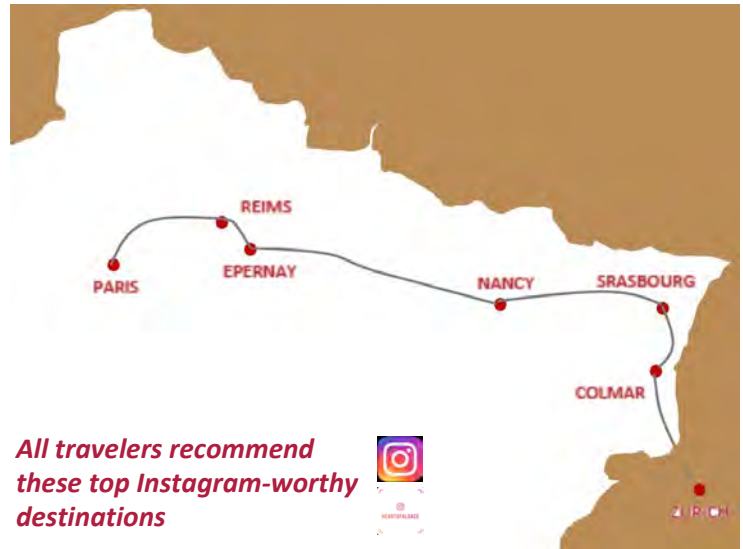 REIMS
EPERNAY
PARIS
NANCY
SRASBOURG
COLMAR
ZURICH
All travelers recommend
these top Instagram-worthy
destinations